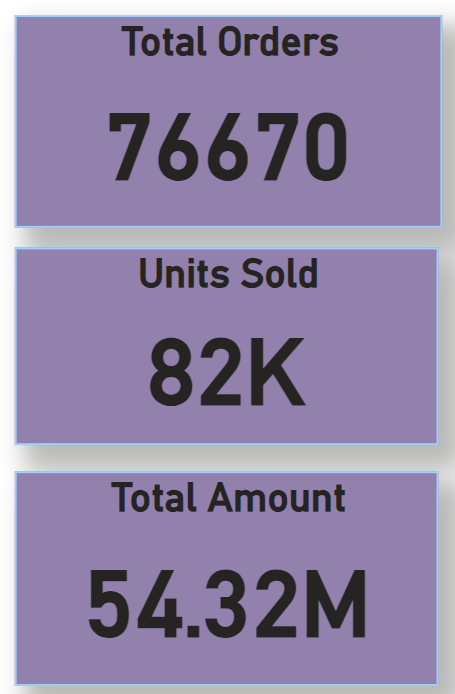 Total Orders
76670
Units Sold
82K
Total Amount
54.32M